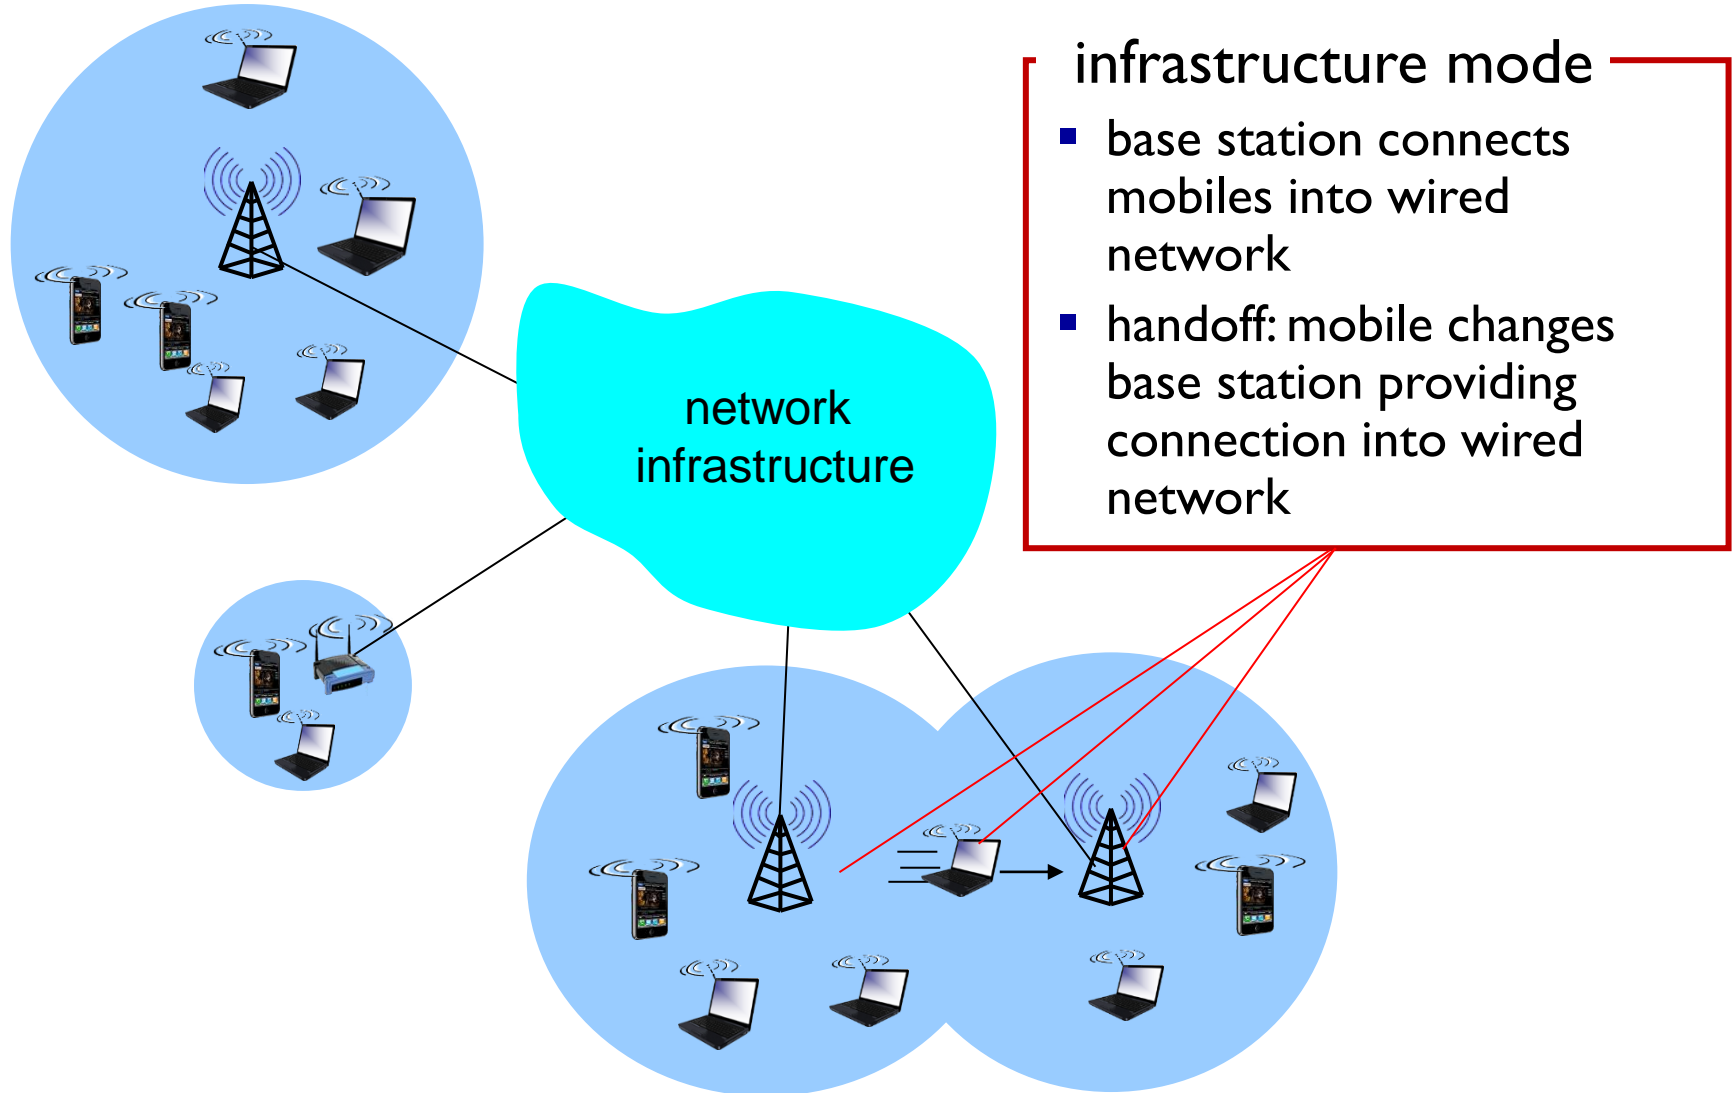 infrastructure mode
base station connects
mobiles into wired
network
handoff: mobile changes
base station providing
connection into wired
network
network
infrastructure